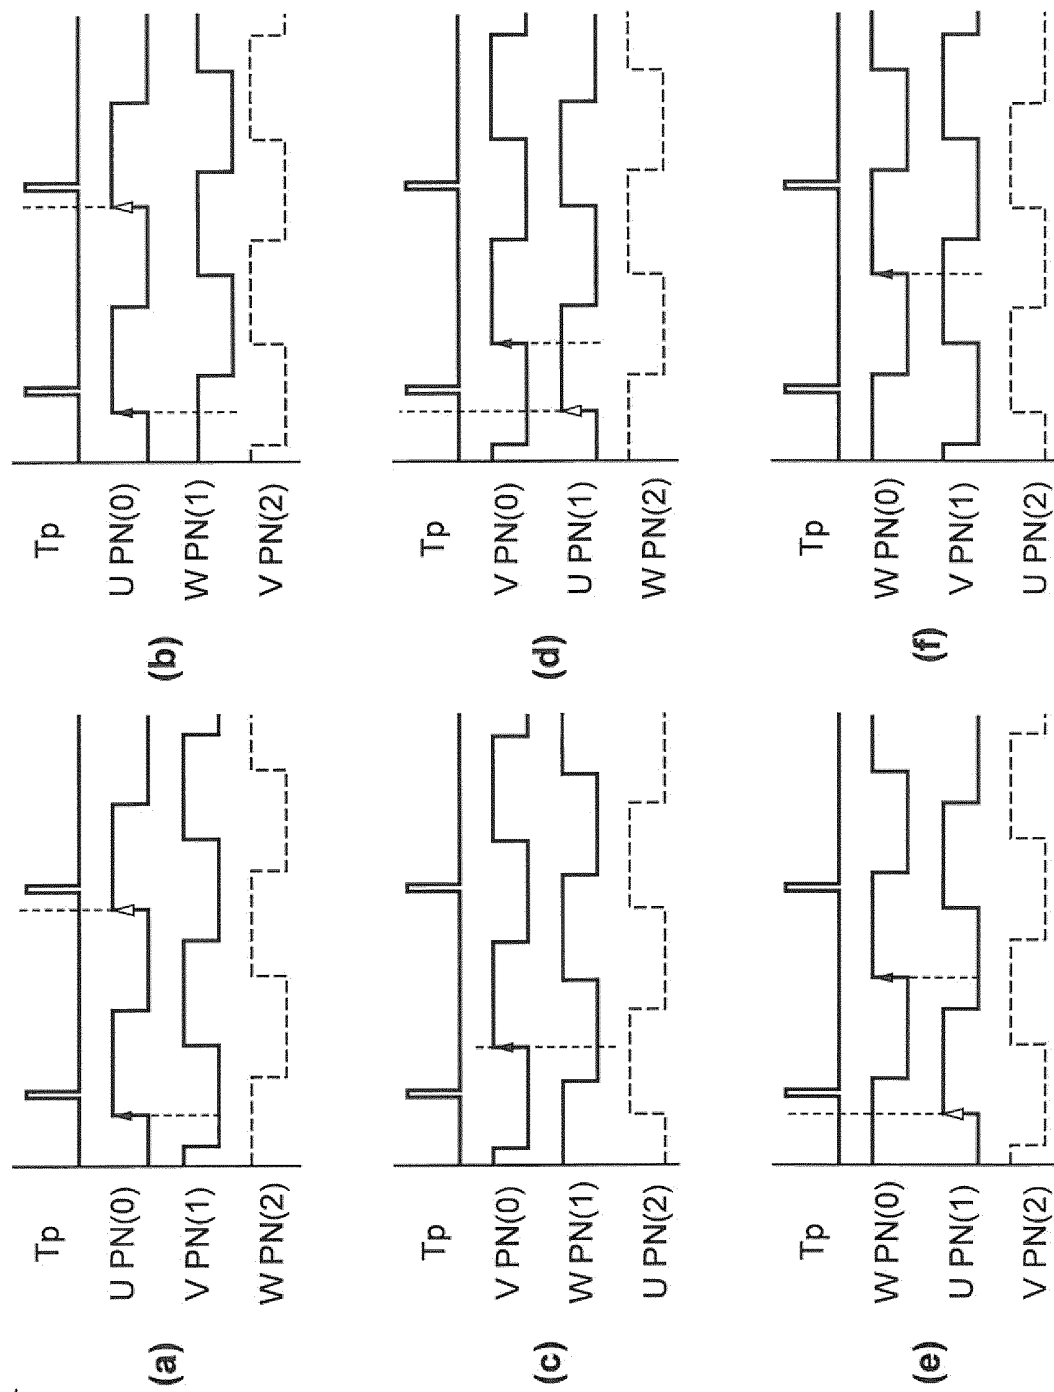 (a)
Tp
U PN(0)
V PN(1)
W PN(2)
(b)
Tp
U PN(0)
W PN(1)
V PN(2)
(c)
Tp
V PN(0)
W PN(1)
U PN(2)
(d)
Tp
V PN(0)
U PN(1)
W PN(2)
(e)
Tp
W PN(0)
U PN(1)
V PN(2)
(f)
Tp
W PN(0)
V PN(1)
U PN(2)